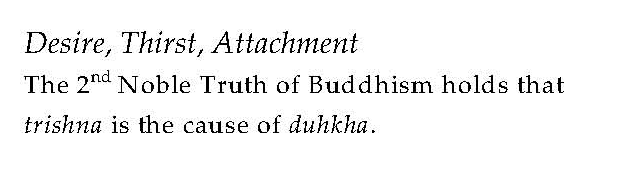 Desire, Thirst, Attachment
The 2nd Noble Truth of Buddhism holds that
trishna is the cause of duhkha.